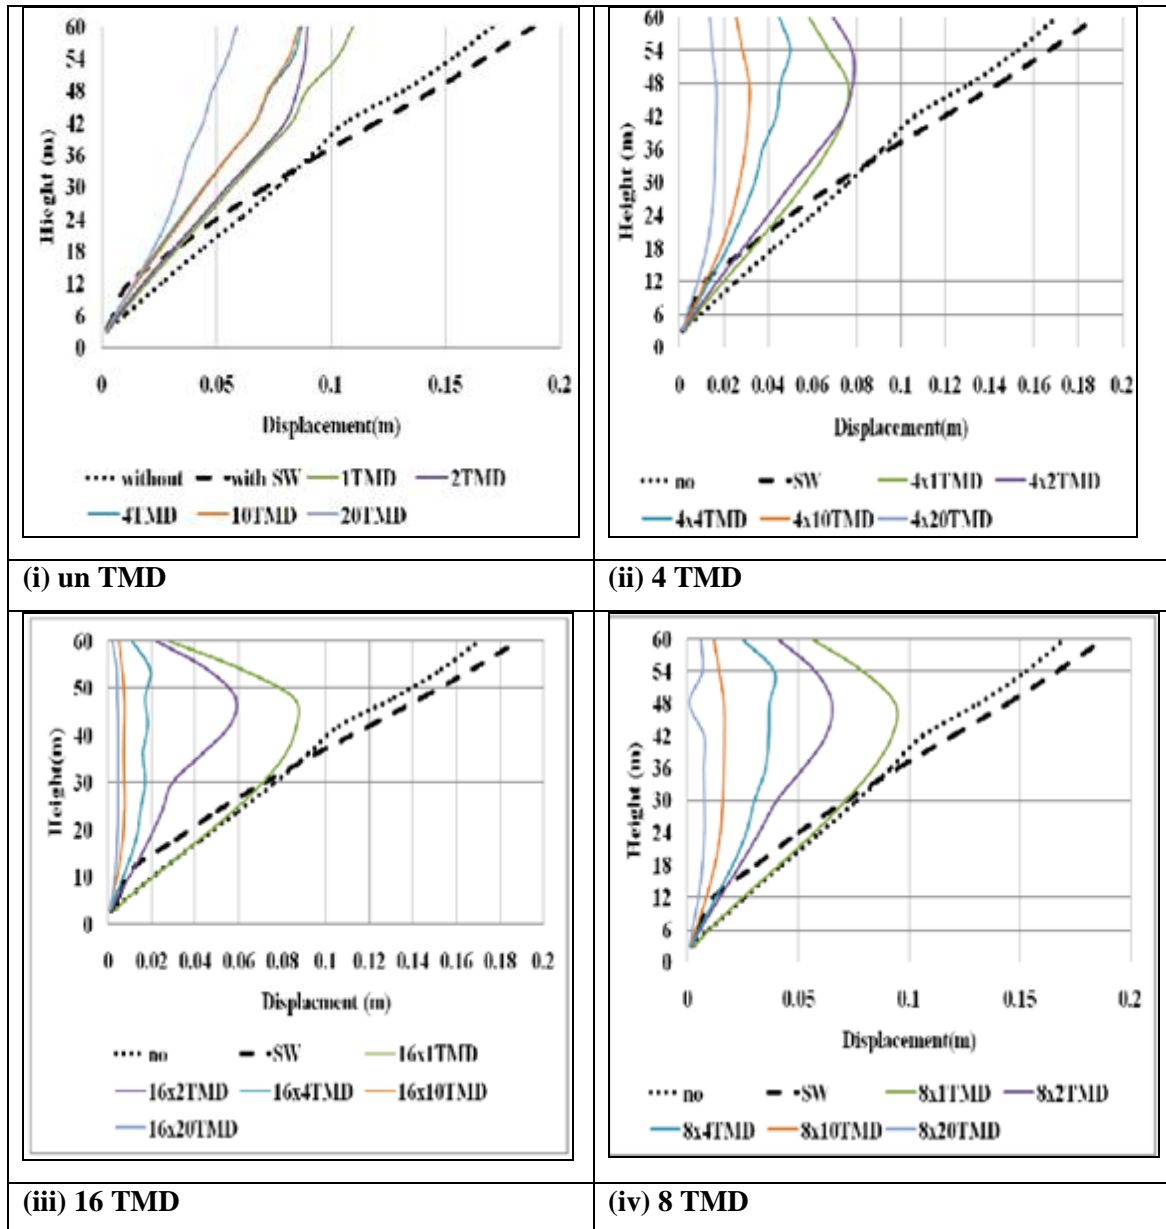 60
54
48
42
36
30
24
18
12
6
0
Hieght (m)
0 0.05 0.1 0.15 0.2
Displacement(m)
without with SW 1TMD 2TMD
4TMD 10TMD 20TMD
(i) un TMD
60
54
48
42
36
30
24
18
12
6
0
Height (m)
0 0.02 0.04 0.06 0.08 0.1 0.12 0.14 0.16 0.18 0.2
Displacement(m)
no SW 4x1TMD 4x2TMD
4x4TMD 4x10TMD 4x20TMD
(ii) 4 TMD
60
50
40
30
20
10
0
Height(m)
0 0.02 0.04 0.06 0.08 0.1 0.12 0.14 0.16 0.18 0.2
Displacment (m)
no SW 16x1TMD
16x2TMD 16x4TMD 16x10TMD
16x20TMD
(iii) 16 TMD
60
54
48
42
36
30
24
18
12
6
0
Height (m)
0 0.05 0.1 0.15 0.2
Displacement(m)
no SW 8x1TMD 8x2TMD
8x4TMD 8x10TMD 8x20TMD
(iv) 8 TMD